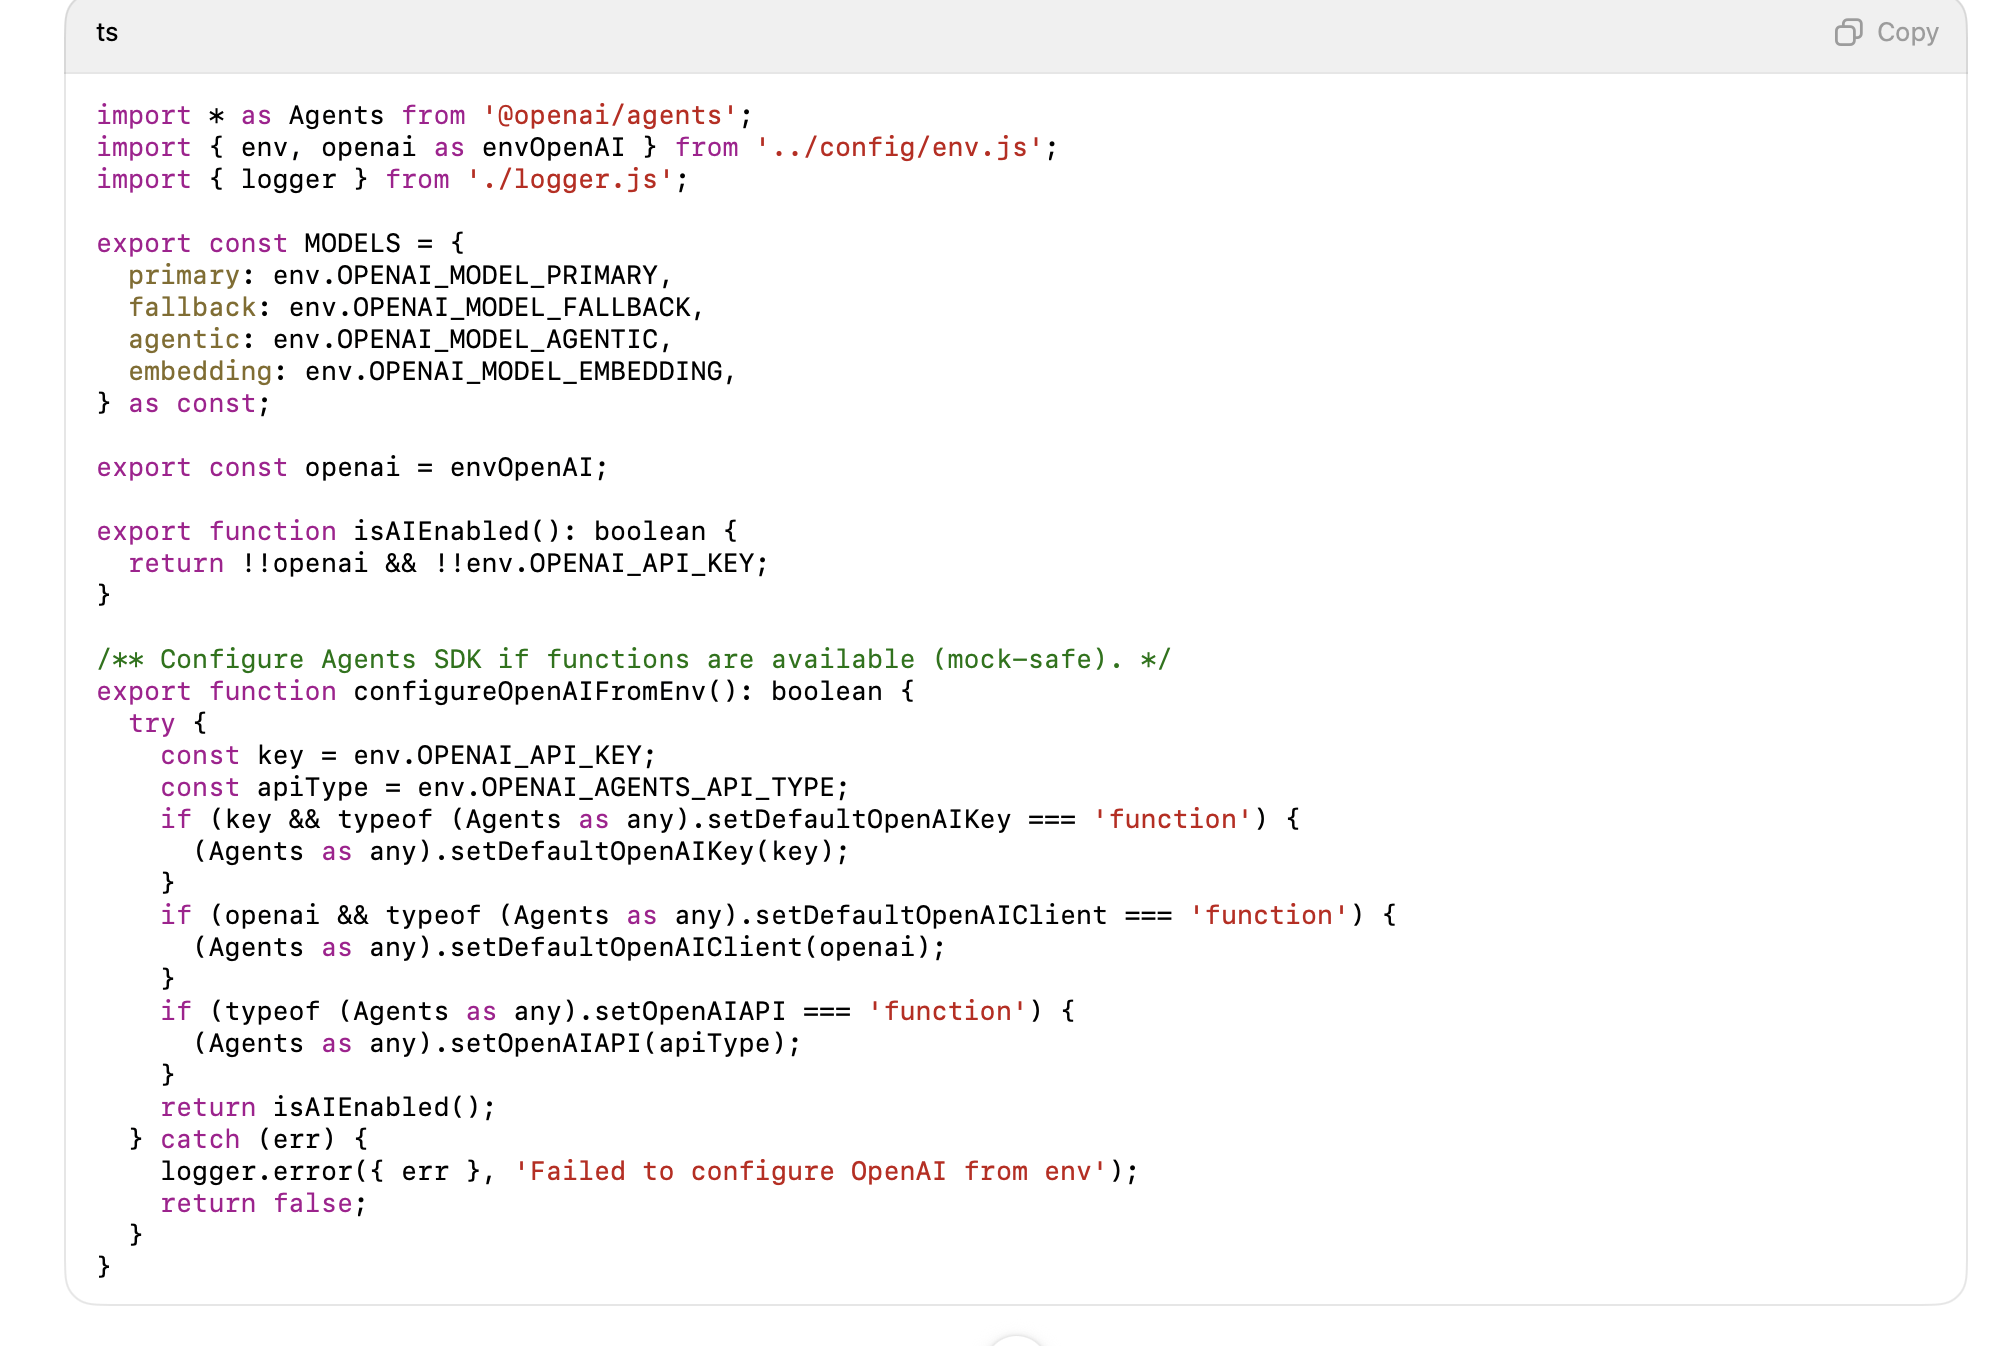 ts
Copy
import * as Agents from '@openai/agents';
import { env, openai as envOpenAI } from '../config/env.js';
import { logger } from './logger.js';

export const MODELS = {
  primary: env.OPENAI_MODEL_PRIMARY,
  fallback: env.OPENAI_MODEL_FALLBACK,
  agentic: env.OPENAI_MODEL_AGENTIC,
  embedding: env.OPENAI_MODEL_EMBEDDING,
} as const;

export const openai = envOpenAI;

export function isAIEnabled(): boolean {
  return !!openai && !!env.OPENAI_API_KEY;
}

/** Configure Agents SDK if functions are available (mock-safe). */
export function configureOpenAIFromEnv(): boolean {
  try {
    const key = env.OPENAI_API_KEY;
    const apiType = env.OPENAI_AGENTS_API_TYPE;
    if (key && typeof (Agents as any).setDefaultOpenAIKey === 'function') {
      (Agents as any).setDefaultOpenAIKey(key);
    }
    if (openai && typeof (Agents as any).setDefaultOpenAIClient === 'function') {
      (Agents as any).setDefaultOpenAIClient(openai);
    }
    if (typeof (Agents as any).setOpenAIAPI === 'function') {
      (Agents as any).setOpenAIAPI(apiType);
    }
    return isAIEnabled();
  } catch (err) {
    logger.error({ err }, 'Failed to configure OpenAI from env');
    return false;
  }
}